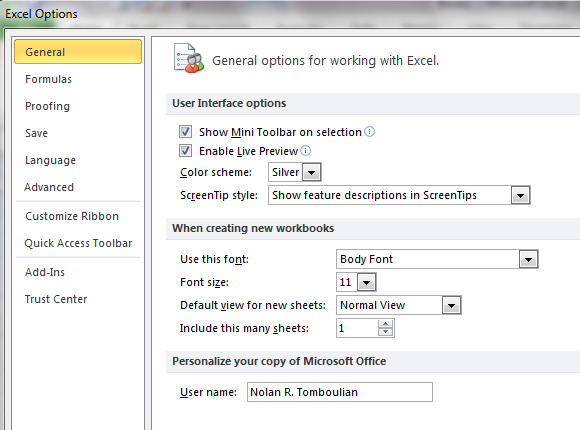 Excel Options
General
Formulas
Proofing
Save
Language
Advanced
Customize Ribbon
Quick Access Toolbar
Add-Ins
Trust Center
General options for working with Excel.
User Interface options
Show Mini Toolbar on selection
Enable Live Preview
Color scheme: Silver
ScreenTip style: Show feature descriptions in ScreenTips
When creating new workbooks
Use this font: Body Font
Font size: 11
Default view for new sheets: Normal View
Include this many sheets: 1
Personalize your copy of Microsoft Office
User name: Nolan R. Tomboulian